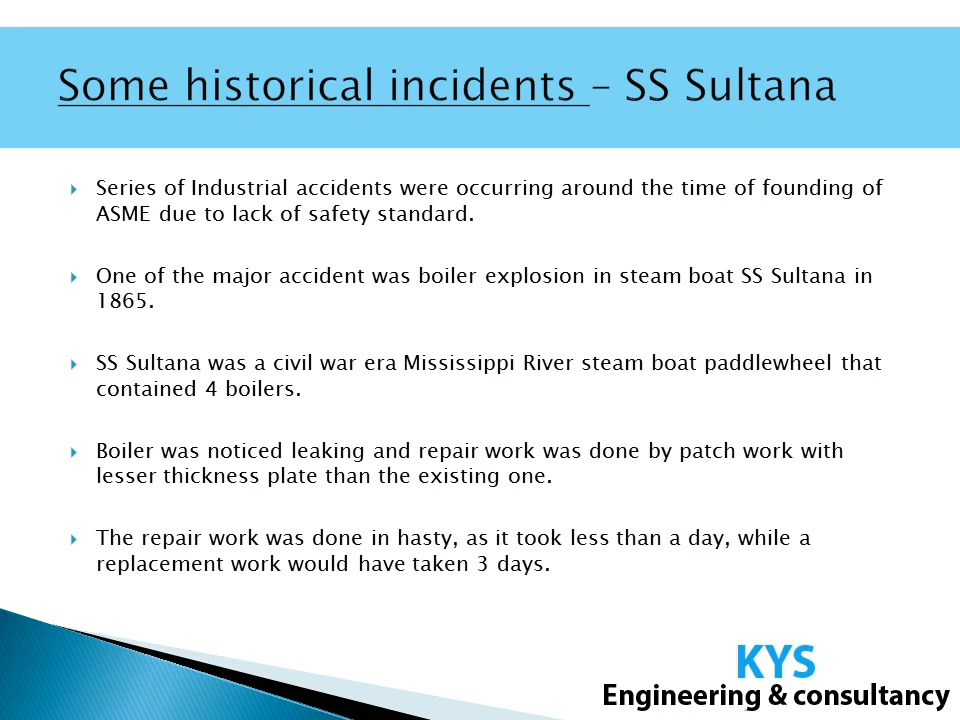 Some historical incidents – SS Sultana
Series of Industrial accidents were occurring around the time of founding of
ASME due to lack of safety standard.
One of the major accident was boiler explosion in steam boat SS Sultana in
1865.
SS Sultana was a civil war era Mississippi River steam boat paddlewheel that
contained 4 boilers.
Boiler was noticed leaking and repair work was done by patch work with
lesser thickness plate than the existing one.
The repair work was done in hasty, as it took less than a day, while a
replacement work would have taken 3 days.
KYS
Engineering & consultancy